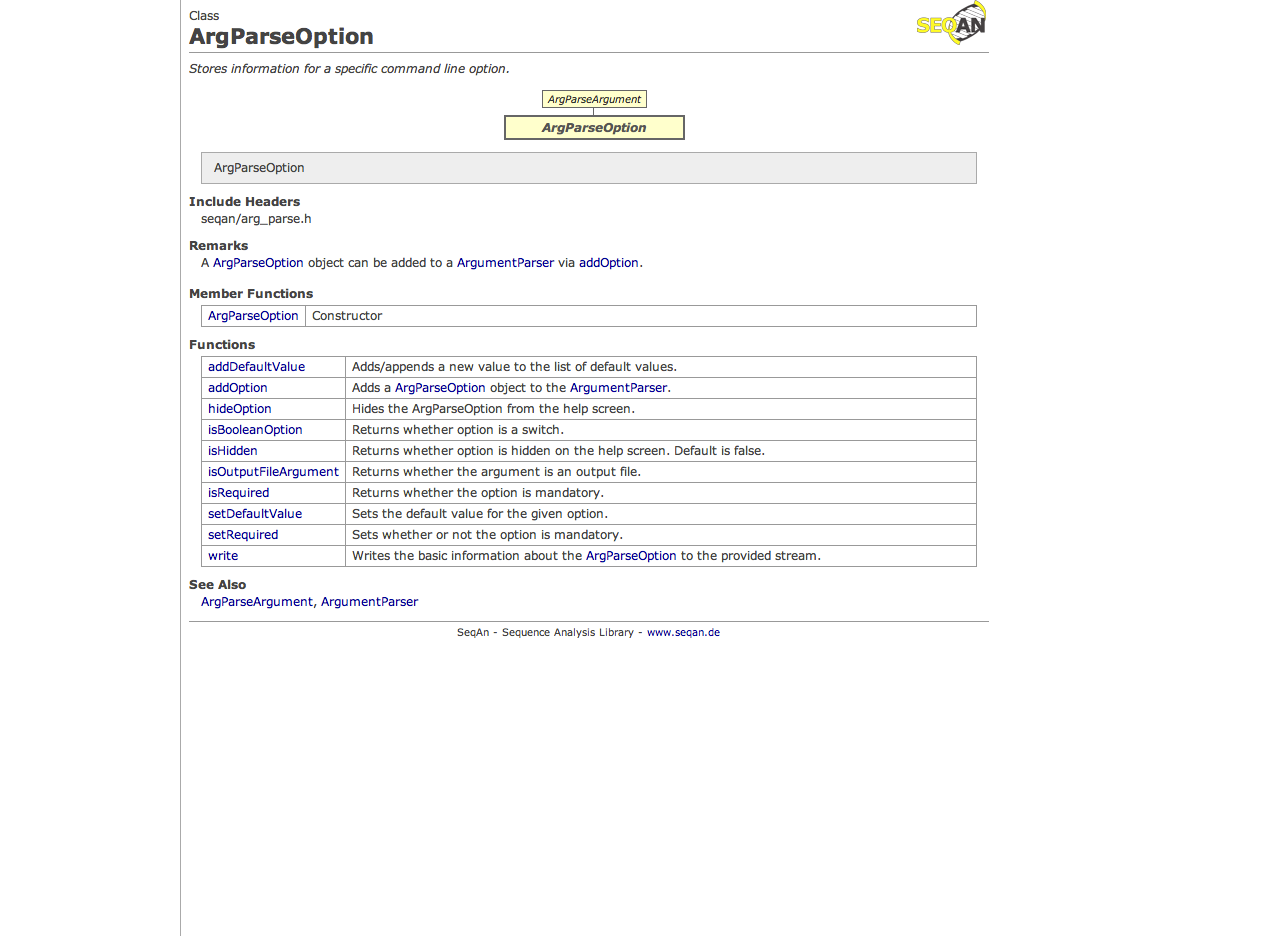 Class
ArgParseOption
SEQAN
Stores information for a specific command line option.
ArgParseArgument
ArgParseOption
ArgParseOption
Include Headers
seqan/arg_parse.h
Remarks
A ArgParseOption object can be added to a ArgumentParser via addOption.
Member Functions
ArgParseOption Constructor
Functions
addDefaultValue Adds/appends a new value to the list of default values.
addOption Adds a ArgParseOption object to the ArgumentParser.
hideOption Hides the ArgParseOption from the help screen.
isBooleanOption Returns whether option is a switch.
isHidden Returns whether option is hidden on the help screen. Default is false.
isOutputFileArgument Returns whether the argument is an output file.
isRequired Returns whether the option is mandatory.
setDefaultValue Sets the default value for the given option.
setRequired Sets whether or not the option is mandatory.
write Writes the basic information about the ArgParseOption to the provided stream.
See Also
ArgParseArgument, ArgumentParser
SeqAn - Sequence Analysis Library - www.seqan.de